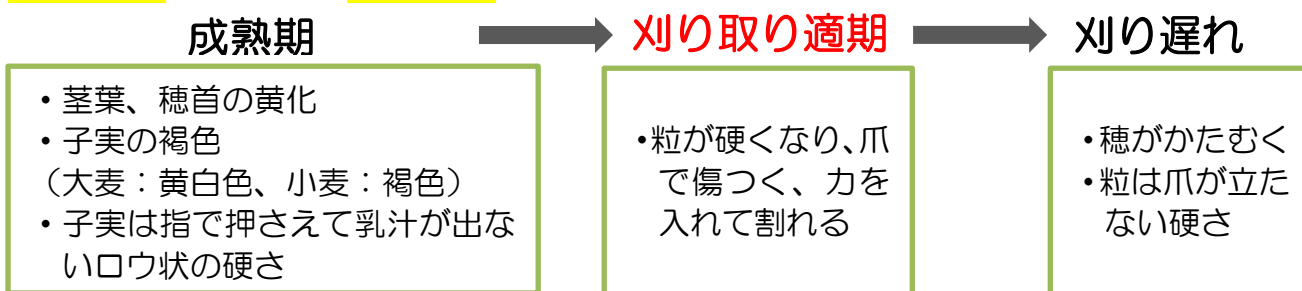 成熟期
刈り取り適期
刈り遅れ
・茎葉、穂首の黄化
・子実の褐色
（大麦：黄白色、小麦：褐色）
・子実は指で押さえて乳汁が出な
いロウ状の硬さ
・粒が硬くなり、爪
で傷つく、力を
入れて割れる
・穂がかたむく
・粒は爪が立た
ない硬さ